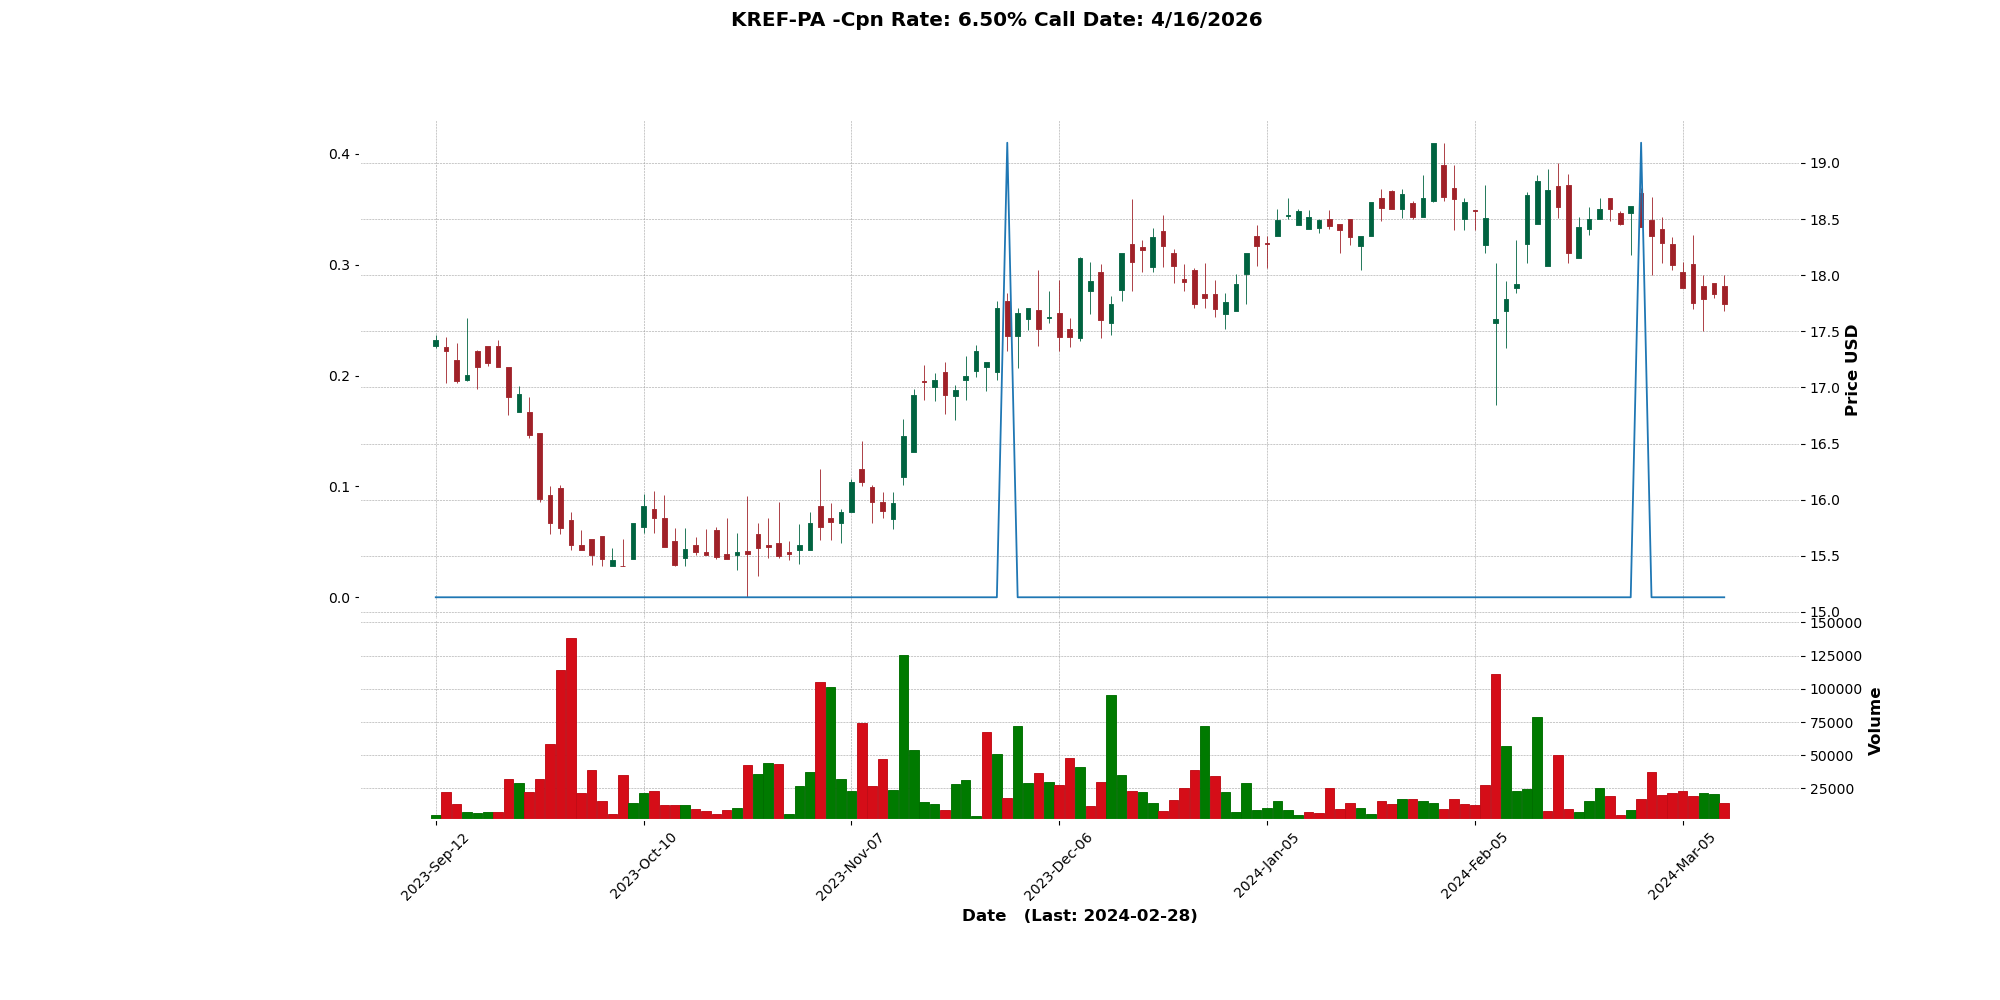 KREF-PA -Cpn Rate: 6.50% Call Date: 4/16/2026
0.4
0.3
0.2
0.1
0.0
19.0
18.5
18.0
17.5
17.0
16.5
16.0
15.5
15.0
Price USD
150000
125000
100000
75000
50000
25000
Volume
2023-Sep-12
2023-Oct-10
2023-Nov-07
2023-Dec-06
2024-Jan-05
2024-Feb-05
2024-Mar-05
Date (Last: 2024-02-28)